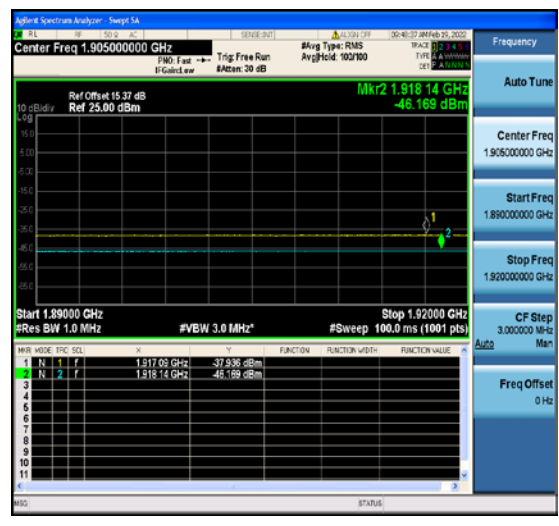 Agilent Spectrum Analyzer - Swept SA
RL RF 50 Ω AC SENSE:INT ALIGN OFF 09:48:37 AM Feb 19, 2022
Center Freq 1.905000000 GHz
PNO: Fast Trig: Free Run
IFGain:Low #Atten: 30 dB
#Avg Type: RMS
Avg|Hold: 100/100
TRACE 1 2 3 4 5 6
TYPE
DET P A N N N N
Ref Offset 15.37 dB
10 dB/div Ref 25.00 dBm
Log
Mkr2 1.918 14 GHz
-46.169 dBm
15.0
5.00
-5.00
-15.0
-25.0
-35.0
-45.0
-55.0
-65.0
1
2
Start 1.89000 GHz Stop 1.92000 GHz
#Res BW 1.0 MHz #VBW 3.0 MHz* #Sweep 100.0 ms (1001 pts)
MKR MODE TRC SCL X Y FUNCTION FUNCTION WIDTH FUNCTION VALUE
1 N 1 f 1.917 09 GHz -37.936 dBm
2 N 2 f 1.918 14 GHz -46.169 dBm
3
4
5
6
7
8
9
10
11
MSG STATUS
Frequency
Auto Tune
Center Freq
1.905000000 GHz
Start Freq
1.890000000 GHz
Stop Freq
1.920000000 GHz
CF Step
3.000000 MHz
Auto Man
Freq Offset
0 Hz